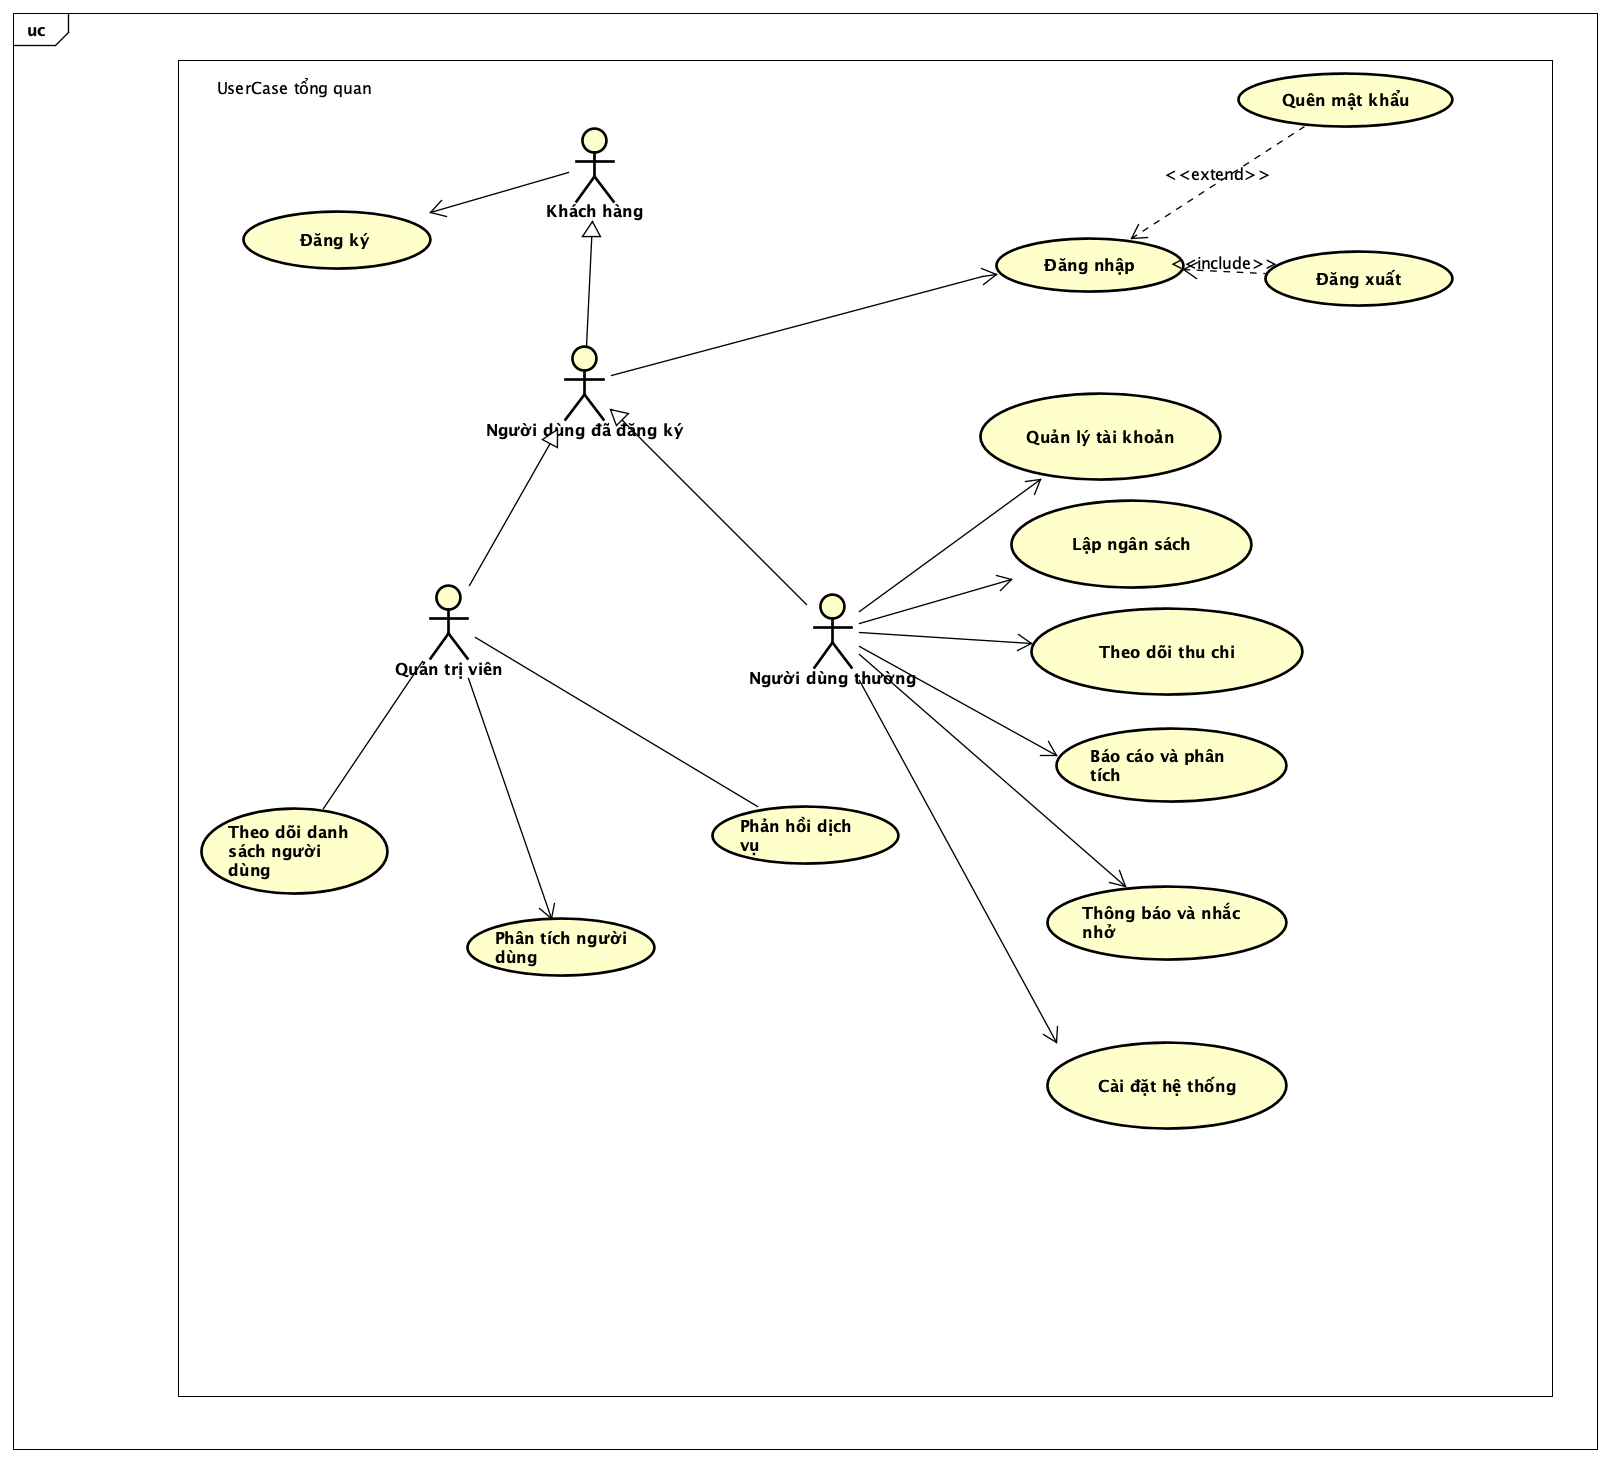 uc
UserCase tổng quan
Quên mật khẩu
<<extend>>
Khách hàng
Đăng ký
Đăng nhập
<<include>>
Đăng xuất
Người dùng đã đăng ký
Quản lý tài khoản
Lập ngân sách
Theo dõi thu chi
Quản trị viên
Người dùng thường
Báo cáo và phân
tích
Theo dõi danh
sách người
dùng
Phản hồi dịch
vụ
Phân tích người
dùng
Thông báo và nhắc
nhở
Cài đặt hệ thống